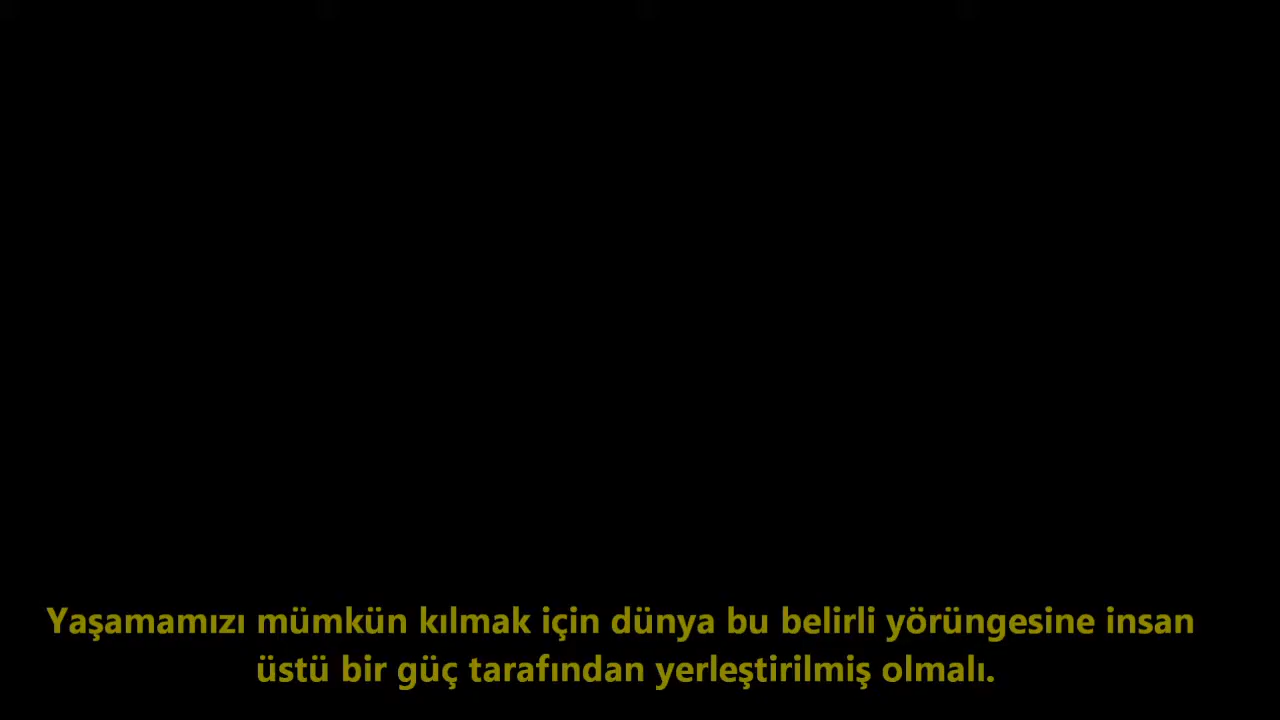 Yaşamamızı mümkün kılmak için dünya bu belirli yörüngesine insan
üstü bir güç tarafından yerleştirilmiş olmalı.